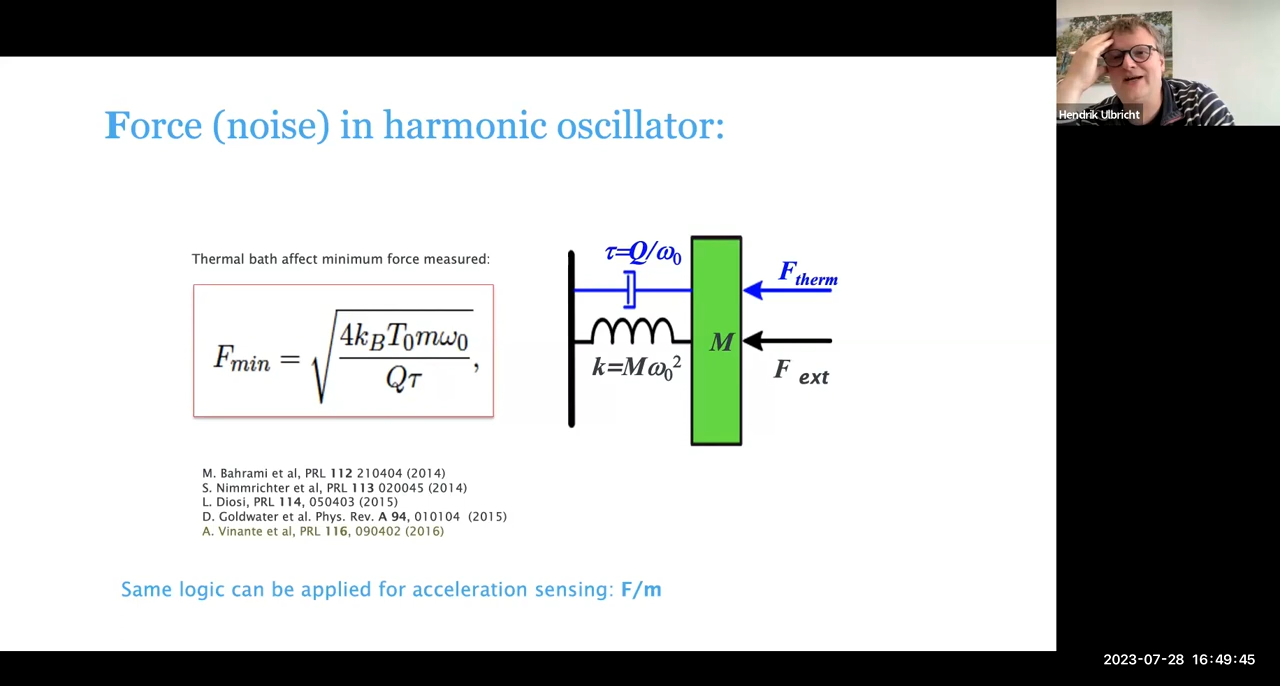 Hendrik Ulbricht
Force (noise) in harmonic oscillator:
Thermal bath affect minimum force measured:
F_min = √(4k_BT_0mω_0 / Qτ),
τ=Q/ω_0
F_therm
k=Mω_0^2
M
F ext
M. Bahrami et al, PRL 112 210404 (2014)
S. Nimmrichter et al, PRL 113 020045 (2014)
L. Diosi, PRL 114, 050403 (2015)
D. Goldwater et al. Phys. Rev. A 94, 010104 (2015)
A. Vinante et al, PRL 116, 090402 (2016)
Same logic can be applied for acceleration sensing: F/m
2023-07-28 16:49:45